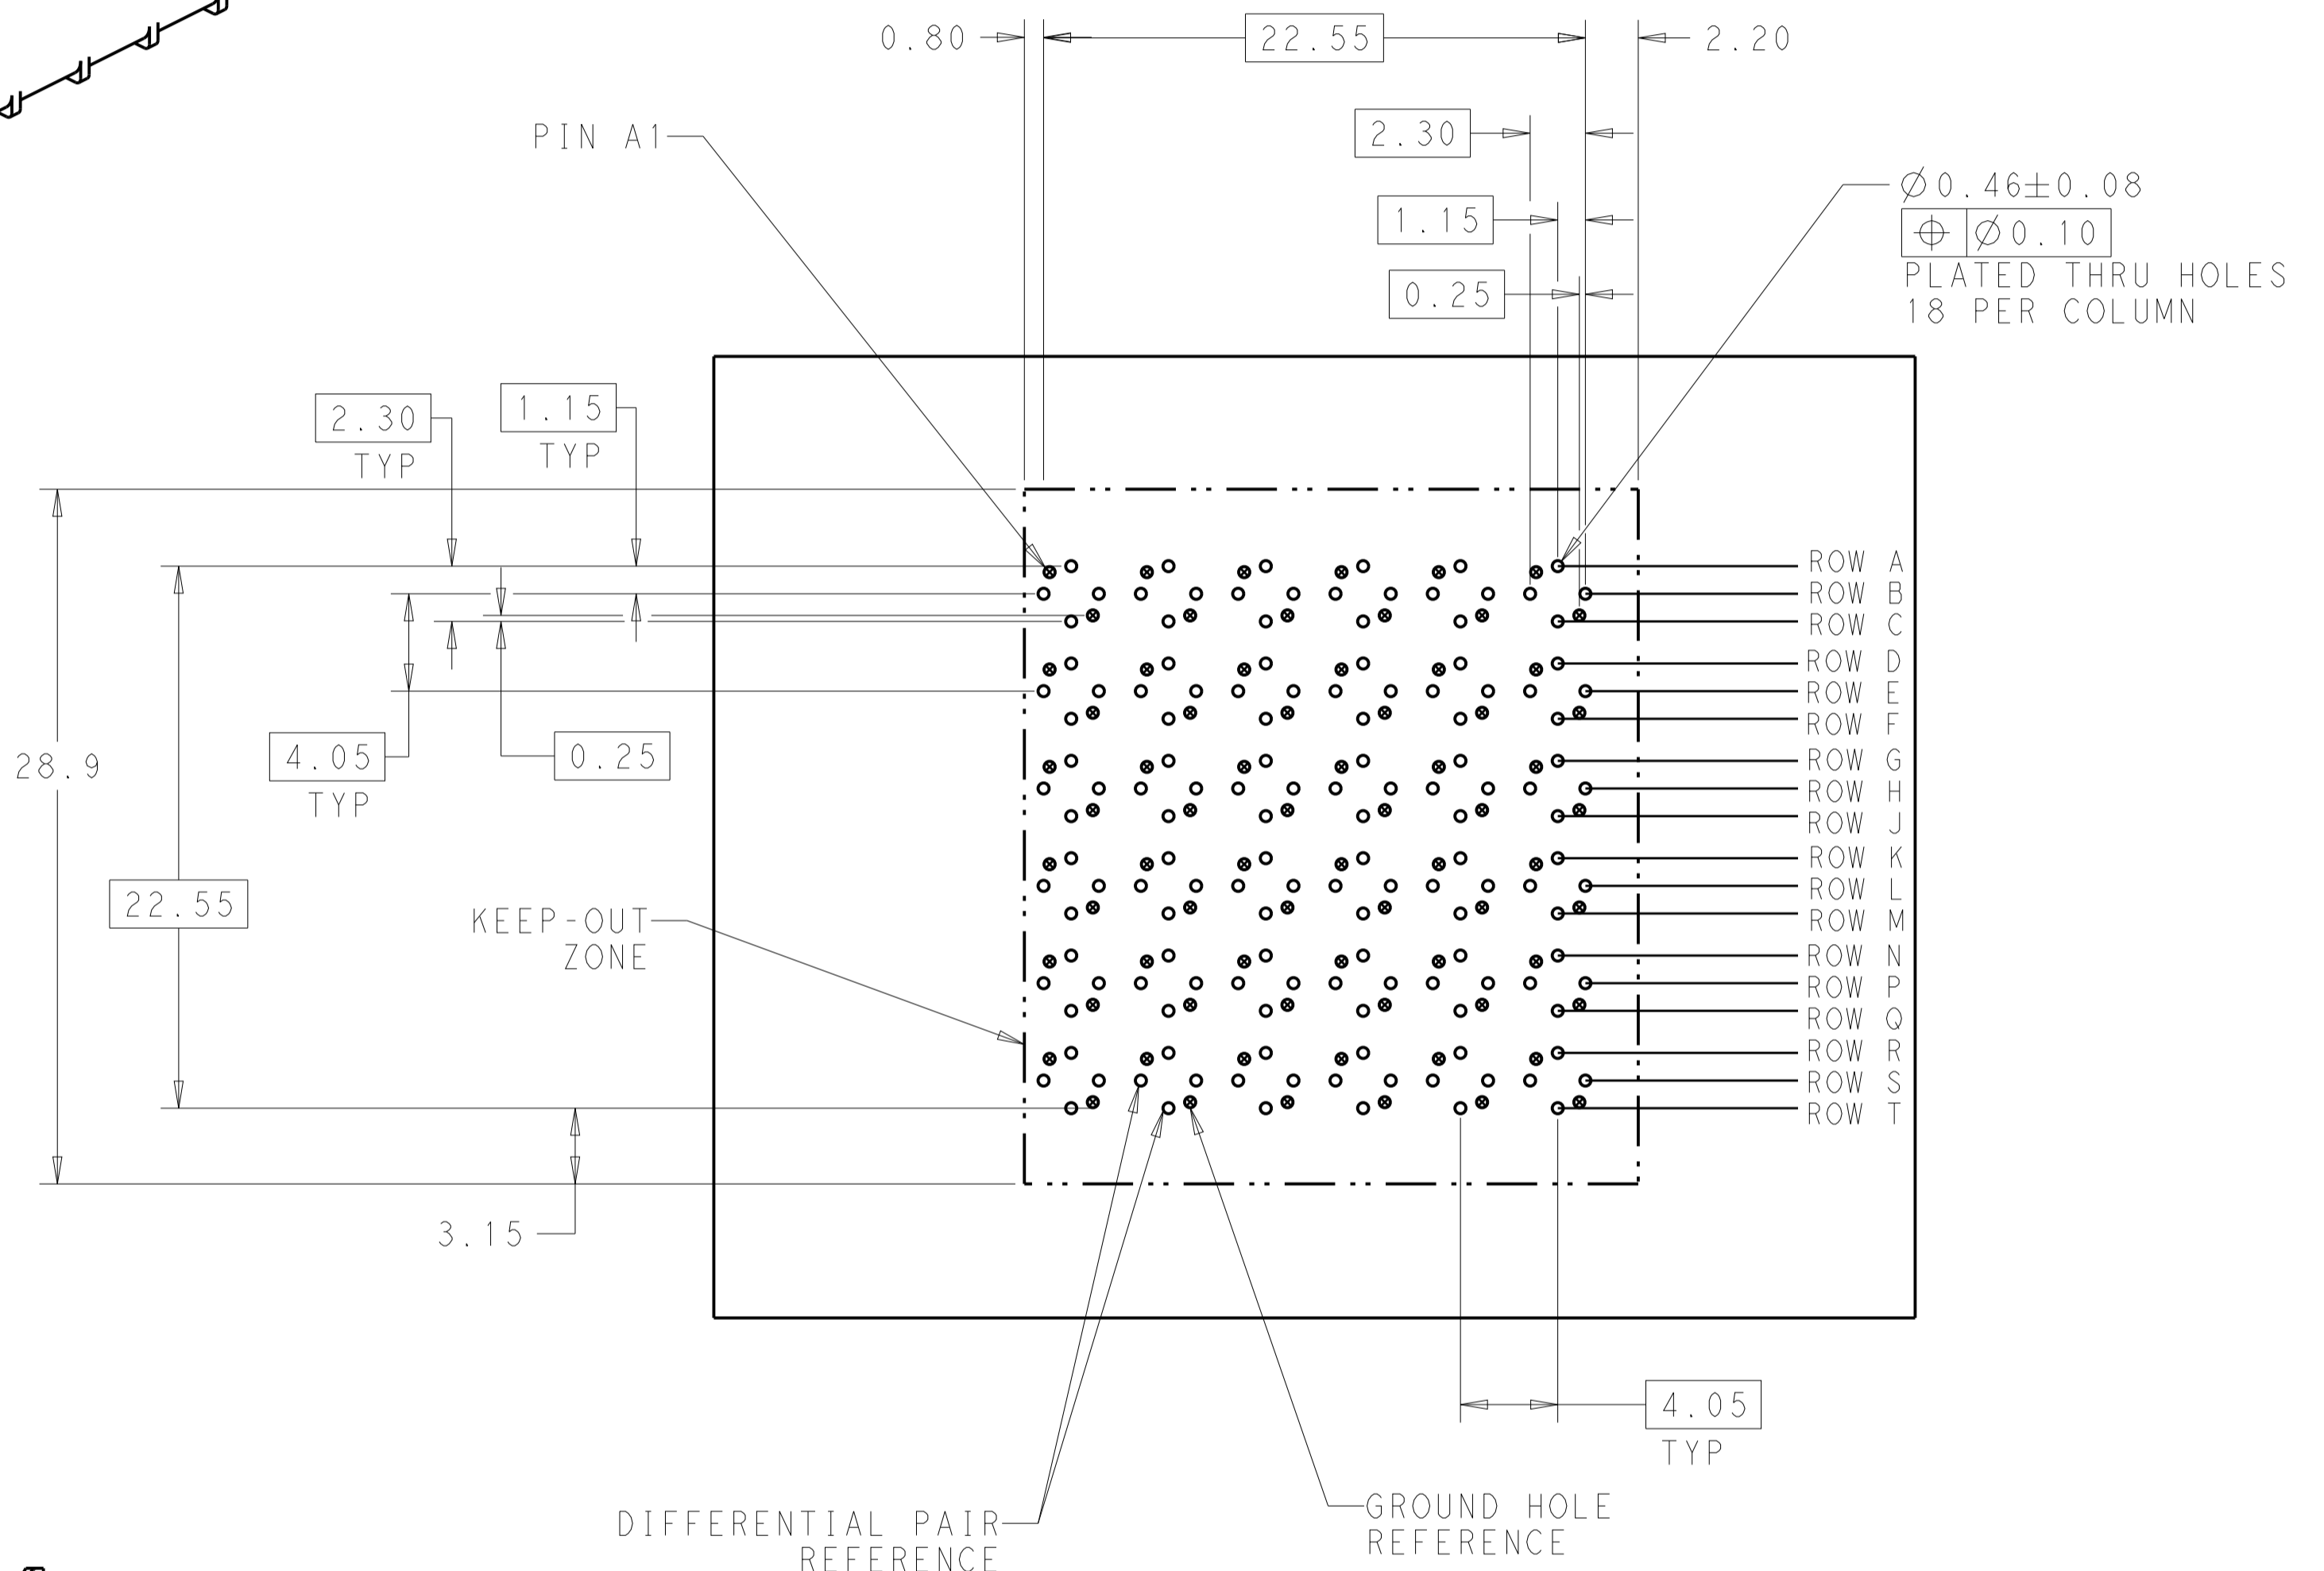 0.80
22.55
2.20
PIN A1
2.30
1.15
0.25
Ø0.46±0.08
⌖ Ø0.10
PLATED THRU HOLES
18 PER COLUMN
2.30
TYP
1.15
TYP
ROW A
ROW B
ROW C
ROW D
ROW E
ROW F
28.9
4.05
TYP
0.25
ROW G
ROW H
ROW J
ROW K
ROW L
ROW M
22.55
KEEP-OUT
ZONE
ROW N
ROW P
ROW Q
ROW R
ROW S
ROW T
3.15
4.05
TYP
DIFFERENTIAL PAIR
REFERENCE
GROUND HOLE
REFERENCE